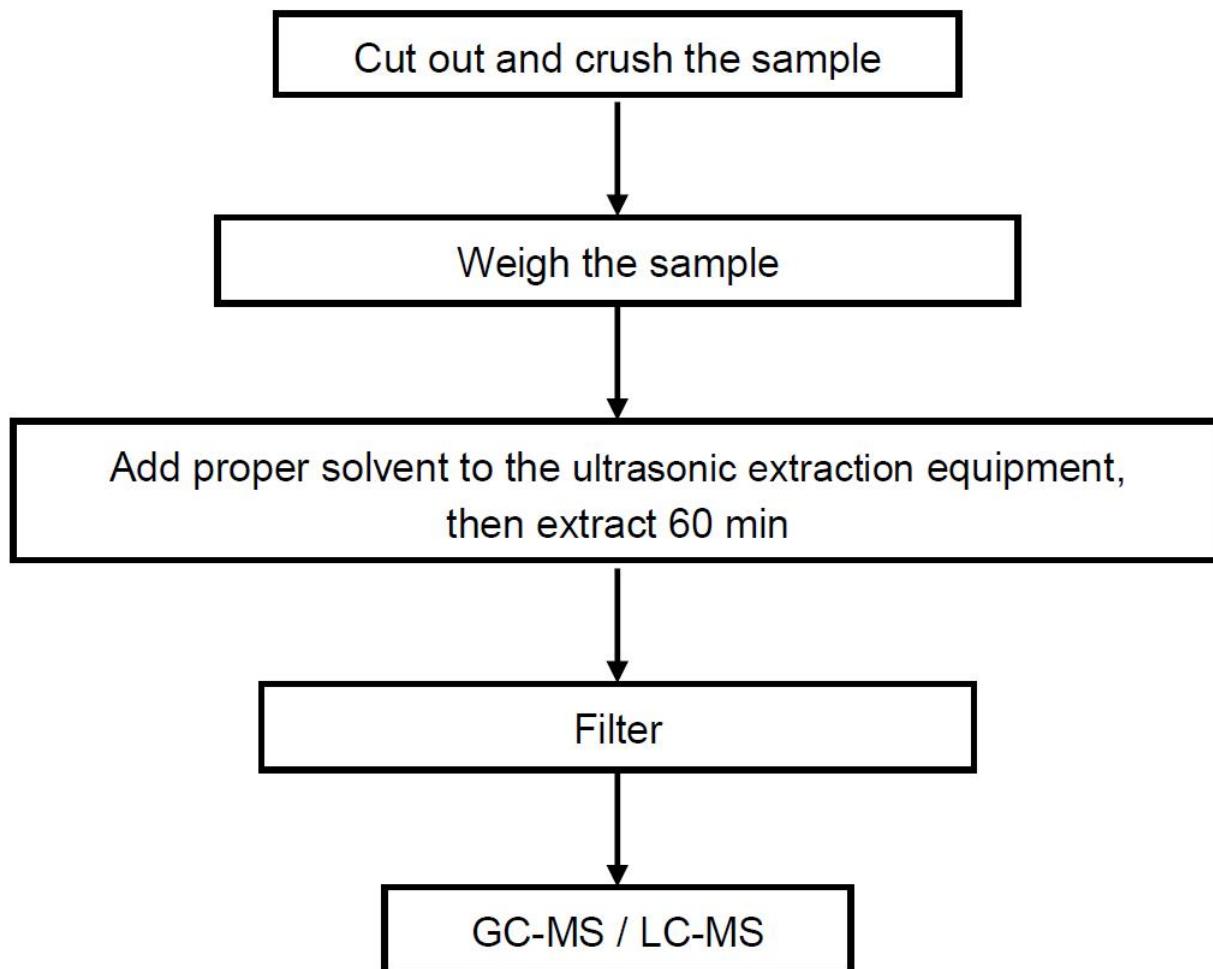 Cut out and crush the sample
Weigh the sample
Add proper solvent to the ultrasonic extraction equipment,
then extract 60 min
Filter
GC-MS / LC-MS